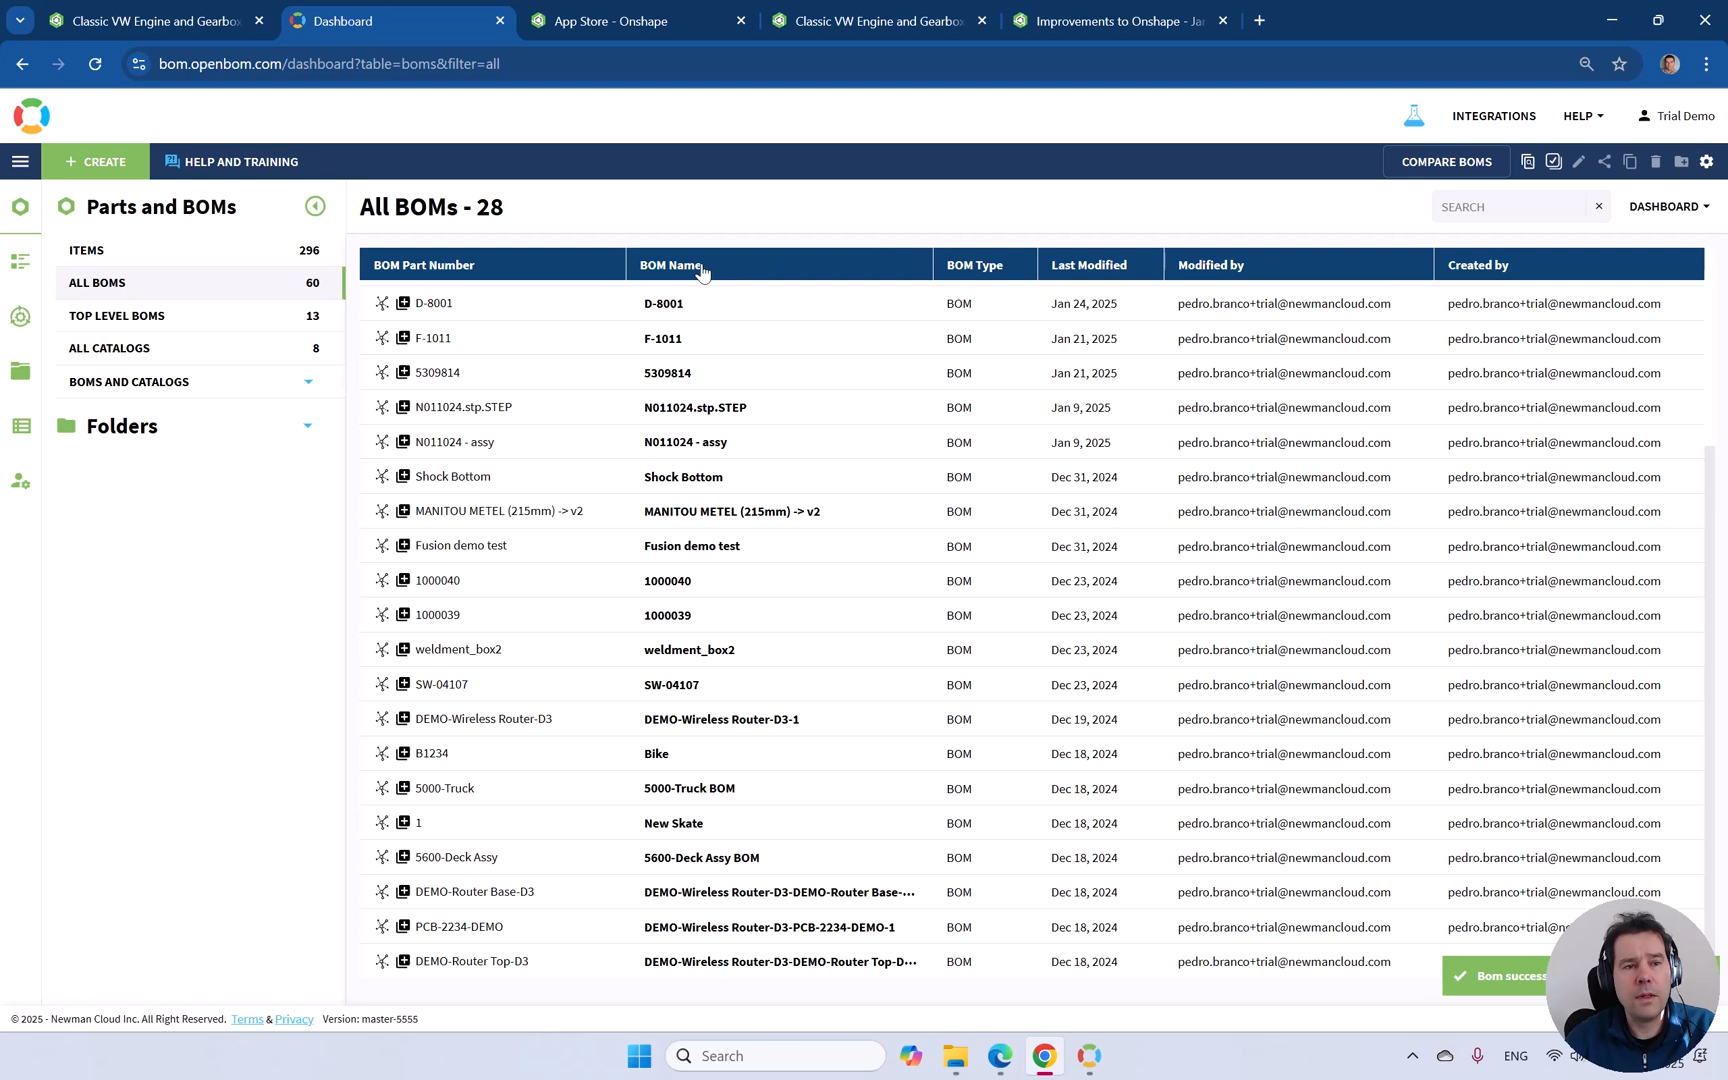 Classic VW Engine and Gearbox
Dashboard
App Store - Onshape
Classic VW Engine and Gearbox
Improvements to Onshape - Jan
bom.openbom.com/dashboard?table=boms&filter=all
INTEGRATIONS
HELP
Trial Demo
+ CREATE
HELP AND TRAINING
COMPARE BOMS
Parts and BOMs
ITEMS 296
ALL BOMS 60
TOP LEVEL BOMS 13
ALL CATALOGS 8
BOMS AND CATALOGS
Folders
All BOMs - 28
SEARCH
DASHBOARD
BOM Part Number BOM Name BOM Type Last Modified Modified by Created by
D-8001 D-8001 BOM Jan 24, 2025 pedro.branco+trial@newmancloud.com pedro.branco+trial@newmancloud.com
F-1011 F-1011 BOM Jan 21, 2025 pedro.branco+trial@newmancloud.com pedro.branco+trial@newmancloud.com
5309814 5309814 BOM Jan 21, 2025 pedro.branco+trial@newmancloud.com pedro.branco+trial@newmancloud.com
N011024.stp.STEP N011024.stp.STEP BOM Jan 9, 2025 pedro.branco+trial@newmancloud.com pedro.branco+trial@newmancloud.com
N011024 - assy N011024 - assy BOM Jan 9, 2025 pedro.branco+trial@newmancloud.com pedro.branco+trial@newmancloud.com
Shock Bottom Shock Bottom BOM Dec 31, 2024 pedro.branco+trial@newmancloud.com pedro.branco+trial@newmancloud.com
MANITOU METEL (215mm) -> v2 MANITOU METEL (215mm) -> v2 BOM Dec 31, 2024 pedro.branco+trial@newmancloud.com pedro.branco+trial@newmancloud.com
Fusion demo test Fusion demo test BOM Dec 31, 2024 pedro.branco+trial@newmancloud.com pedro.branco+trial@newmancloud.com
1000040 1000040 BOM Dec 23, 2024 pedro.branco+trial@newmancloud.com pedro.branco+trial@newmancloud.com
1000039 1000039 BOM Dec 23, 2024 pedro.branco+trial@newmancloud.com pedro.branco+trial@newmancloud.com
weldment_box2 weldment_box2 BOM Dec 23, 2024 pedro.branco+trial@newmancloud.com pedro.branco+trial@newmancloud.com
SW-04107 SW-04107 BOM Dec 23, 2024 pedro.branco+trial@newmancloud.com pedro.branco+trial@newmancloud.com
DEMO-Wireless Router-D3 DEMO-Wireless Router-D3-1 BOM Dec 19, 2024 pedro.branco+trial@newmancloud.com pedro.branco+trial@newmancloud.com
B1234 Bike BOM Dec 18, 2024 pedro.branco+trial@newmancloud.com pedro.branco+trial@newmancloud.com
5000-Truck 5000-Truck BOM BOM Dec 18, 2024 pedro.branco+trial@newmancloud.com pedro.branco+trial@newmancloud.com
1 New Skate BOM Dec 18, 2024 pedro.branco+trial@newmancloud.com pedro.branco+trial@newmancloud.com
5600-Deck Assy 5600-Deck Assy BOM BOM Dec 18, 2024 pedro.branco+trial@newmancloud.com pedro.branco+trial@newmancloud.com
DEMO-Router Base-D3 DEMO-Wireless Router-D3-DEMO-Router Base-... BOM Dec 18, 2024 pedro.branco+trial@newmancloud.com pedro.branco+trial@newmancloud.com
PCB-2234-DEMO DEMO-Wireless Router-D3-PCB-2234-DEMO-1 BOM Dec 18, 2024 pedro.branco+trial@newmancloud.com
DEMO-Router Top-D3 DEMO-Wireless Router-D3-DEMO-Router Top-D... BOM Dec 18, 2024 pedro.branco+trial@newmancloud.com
Bom success
© 2025 - Newman Cloud Inc. All Right Reserved. Terms & Privacy Version: master-5555
Search
ENG